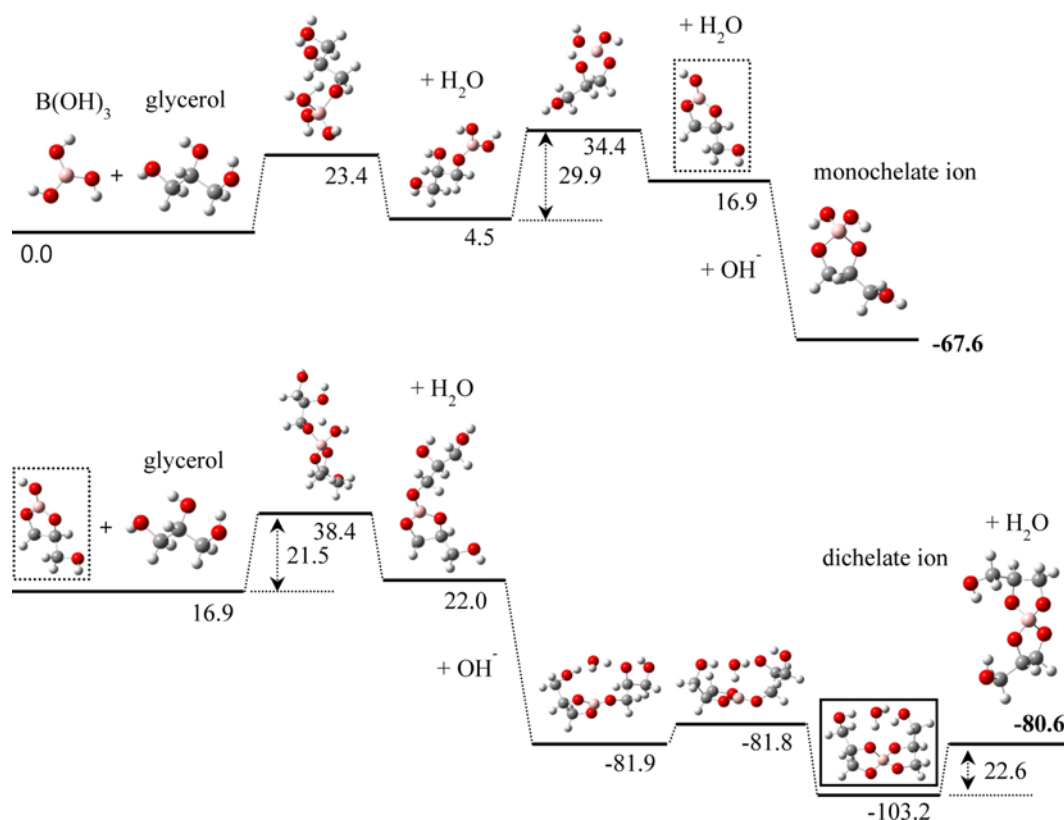 B(OH)₃
+
glycerol
0.0
23.4
+ H₂O
4.5
29.9
34.4
+ H₂O
16.9
+ OH⁻
monochelate ion
-67.6
+
glycerol
16.9
21.5
38.4
+ H₂O
22.0
+ OH⁻
-81.9
-81.8
-103.2
dichelate ion
+ H₂O
-80.6
22.6